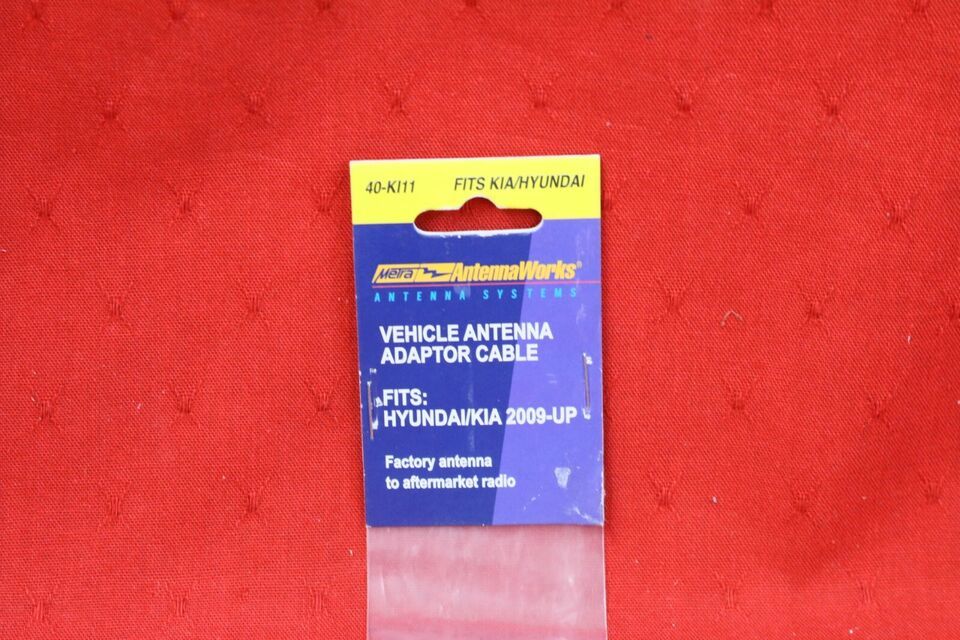 40-KI11 FITS KIA/HYUNDAI
Metra AntennaWorks®
ANTENNA SYSTEMS
VEHICLE ANTENNA
ADAPTOR CABLE
FITS:
HYUNDAI/KIA 2009-UP
Factory antenna
to aftermarket radio